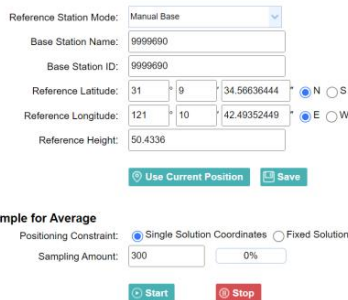 Reference Station Mode: Manual Base
Base Station Name: 9999690
Base Station ID: 9999690
Reference Latitude: 31 ° 9 ' 34.56636444 " N S
Reference Longitude: 121 ° 10 ' 42.49352449 " E W
Reference Height: 50.4336
Use Current Position Save
mple for Average
Positioning Constraint: Single Solution Coordinates Fixed Solution
Sampling Amount: 300 0%
Start Stop